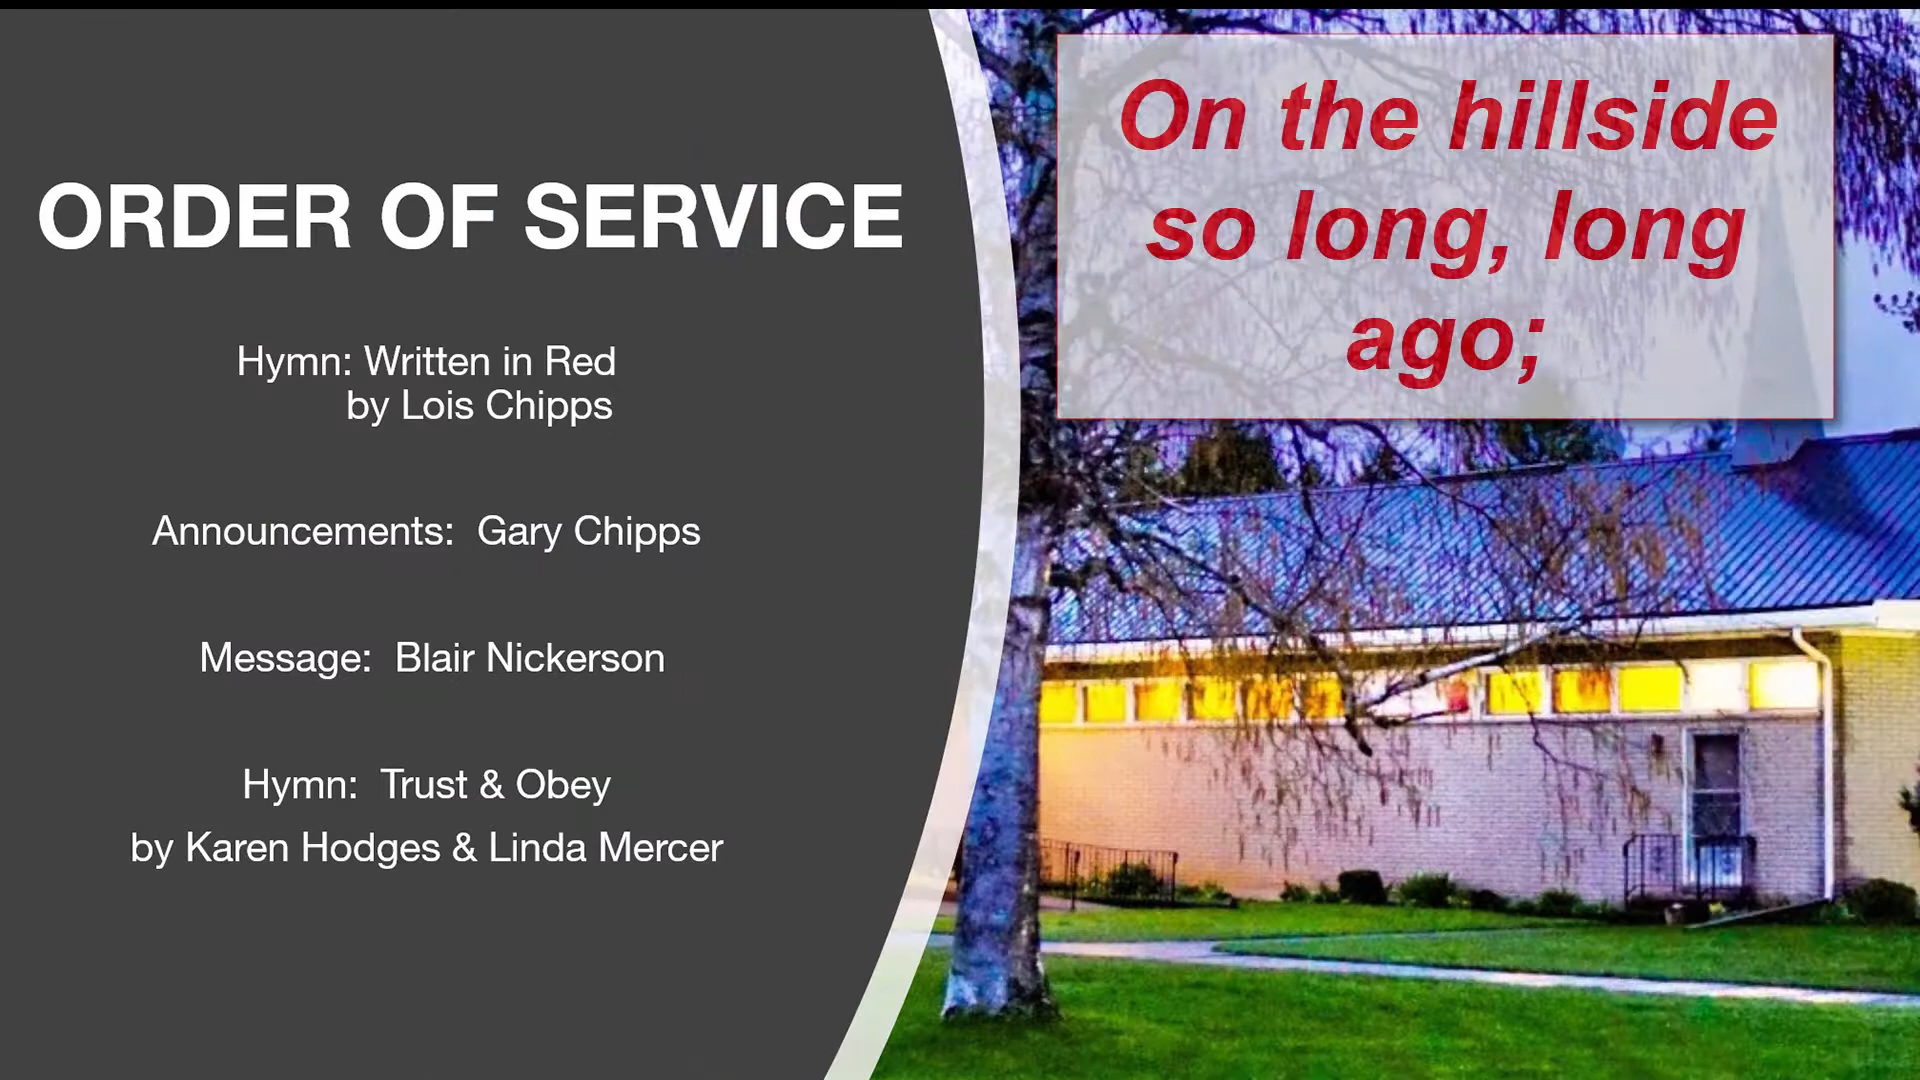 ORDER OF SERVICE
Hymn: Written in Red
by Lois Chipps
Announcements: Gary Chipps
Message: Blair Nickerson
Hymn: Trust & Obey
by Karen Hodges & Linda Mercer
On the hillside
so long, long
ago;